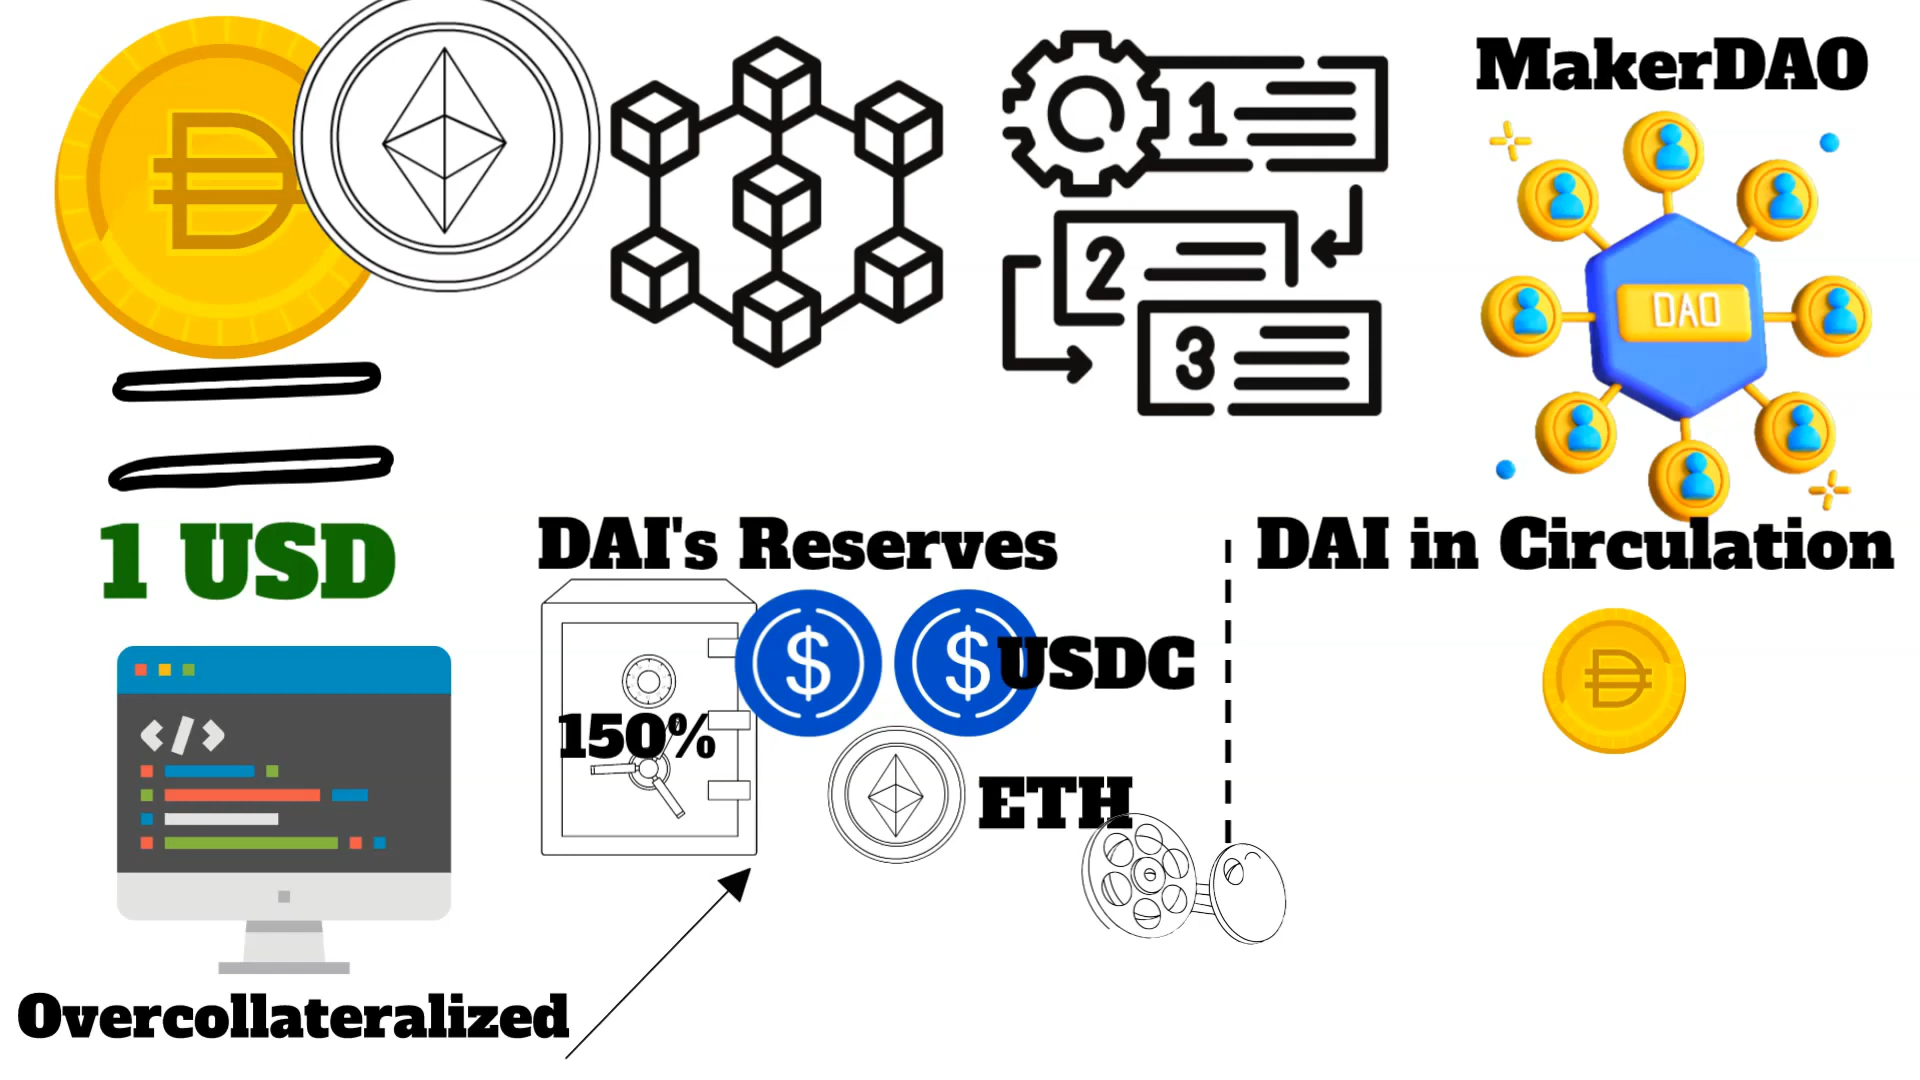 MakerDAO
1
2
3
DAO
1 USD
DAI's Reserves
DAI in Circulation
$
$
USDC
150%
</>
ETH
Overcollateralized